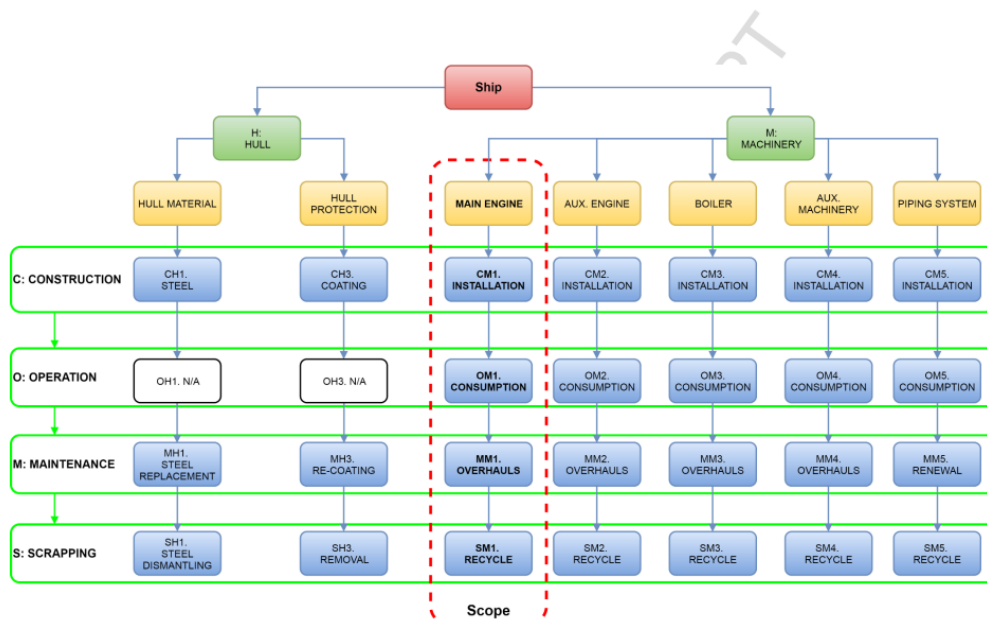 PT
Ship
H:
HULL
M:
MACHINERY
HULL MATERIAL
HULL
PROTECTION
MAIN ENGINE
AUX. ENGINE
BOILER
AUX.
MACHINERY
PIPING SYSTEM
C: CONSTRUCTION
CH1.
STEEL
CH3.
COATING
CM1.
INSTALLATION
CM2.
INSTALLATION
CM3.
INSTALLATION
CM4.
INSTALLATION
CM5.
INSTALLATION
O: OPERATION
OH1. N/A
OH3. N/A
OM1.
CONSUMPTION
OM2.
CONSUMPTION
OM3.
CONSUMPTION
OM4.
CONSUMPTION
OM5.
CONSUMPTION
M: MAINTENANCE
MH1.
STEEL
REPLACEMENT
MH3.
RE-COATING
MM1.
OVERHAULS
MM2.
OVERHAULS
MM3.
OVERHAULS
MM4.
OVERHAULS
MM5.
RENEWAL
S: SCRAPPING
SH1.
STEEL
DISMANTLING
SH3.
REMOVAL
SM1.
RECYCLE
SM2.
RECYCLE
SM3.
RECYCLE
SM4.
RECYCLE
SM5.
RECYCLE
Scope